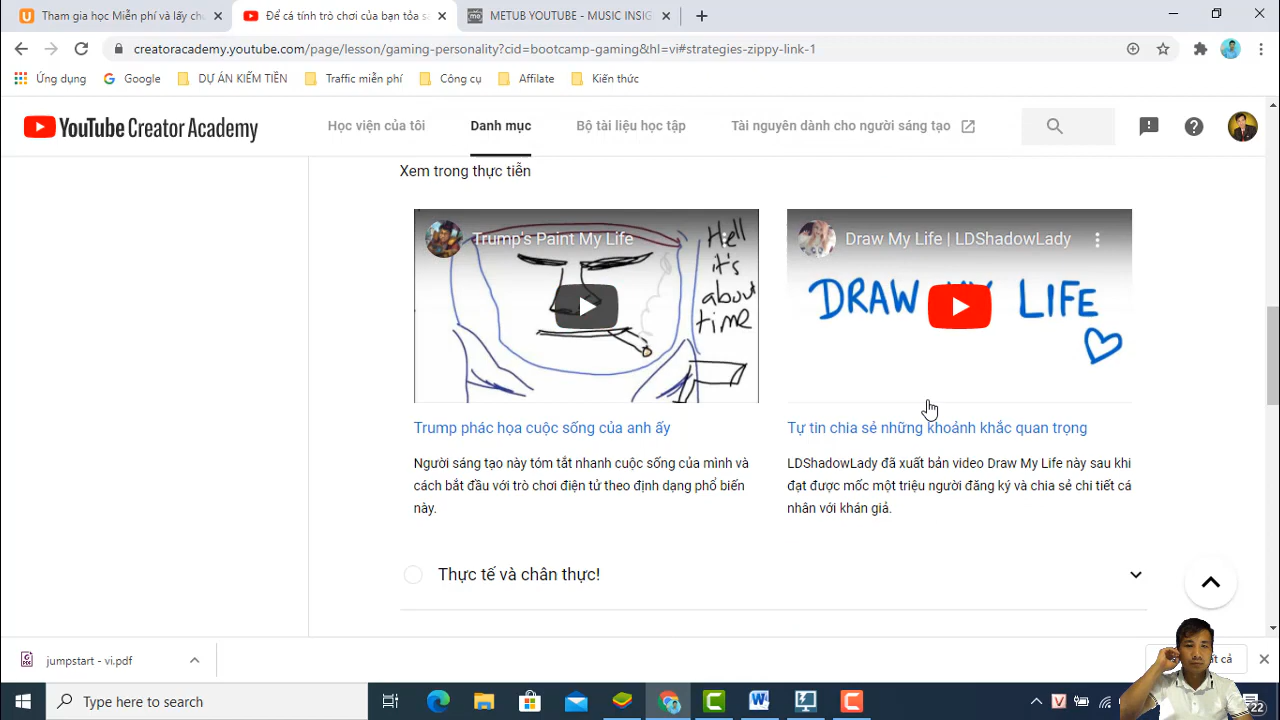 Tham gia học Miễn phí và lấy chứ
Để cá tính trò chơi của bạn tỏa s
METUB YOUTUBE - MUSIC INSIG
creatoracademy.youtube.com/page/lesson/gaming-personality?cid=bootcamp-gaming&hl=vi#strategies-zippy-link-1
Ứng dụng
Google
DỰ ÁN KIẾM TIỀN
Traffic miễn phí
Công cụ
Affilate
Kiến thức
YouTube Creator Academy
Học viện của tôi
Danh mục
Bộ tài liệu học tập
Tài nguyên dành cho người sáng tạo
Xem trong thực tiễn
Trump's Paint My Life
Hell
it's
about
time
Draw My Life | LDShadowLady
DRAW MY LIFE
Trump phác họa cuộc sống của anh ấy
Người sáng tạo này tóm tắt nhanh cuộc sống của mình và
cách bắt đầu với trò chơi điện tử theo định dạng phổ biến
này.
Tự tin chia sẻ những khoảnh khắc quan trọng
LDShadowLady đã xuất bản video Draw My Life này sau khi
đạt được mốc một triệu người đăng ký và chia sẻ chi tiết cá
nhân với khán giả.
Thực tế và chân thực!
jumpstart - vi.pdf
cả
Type here to search
22